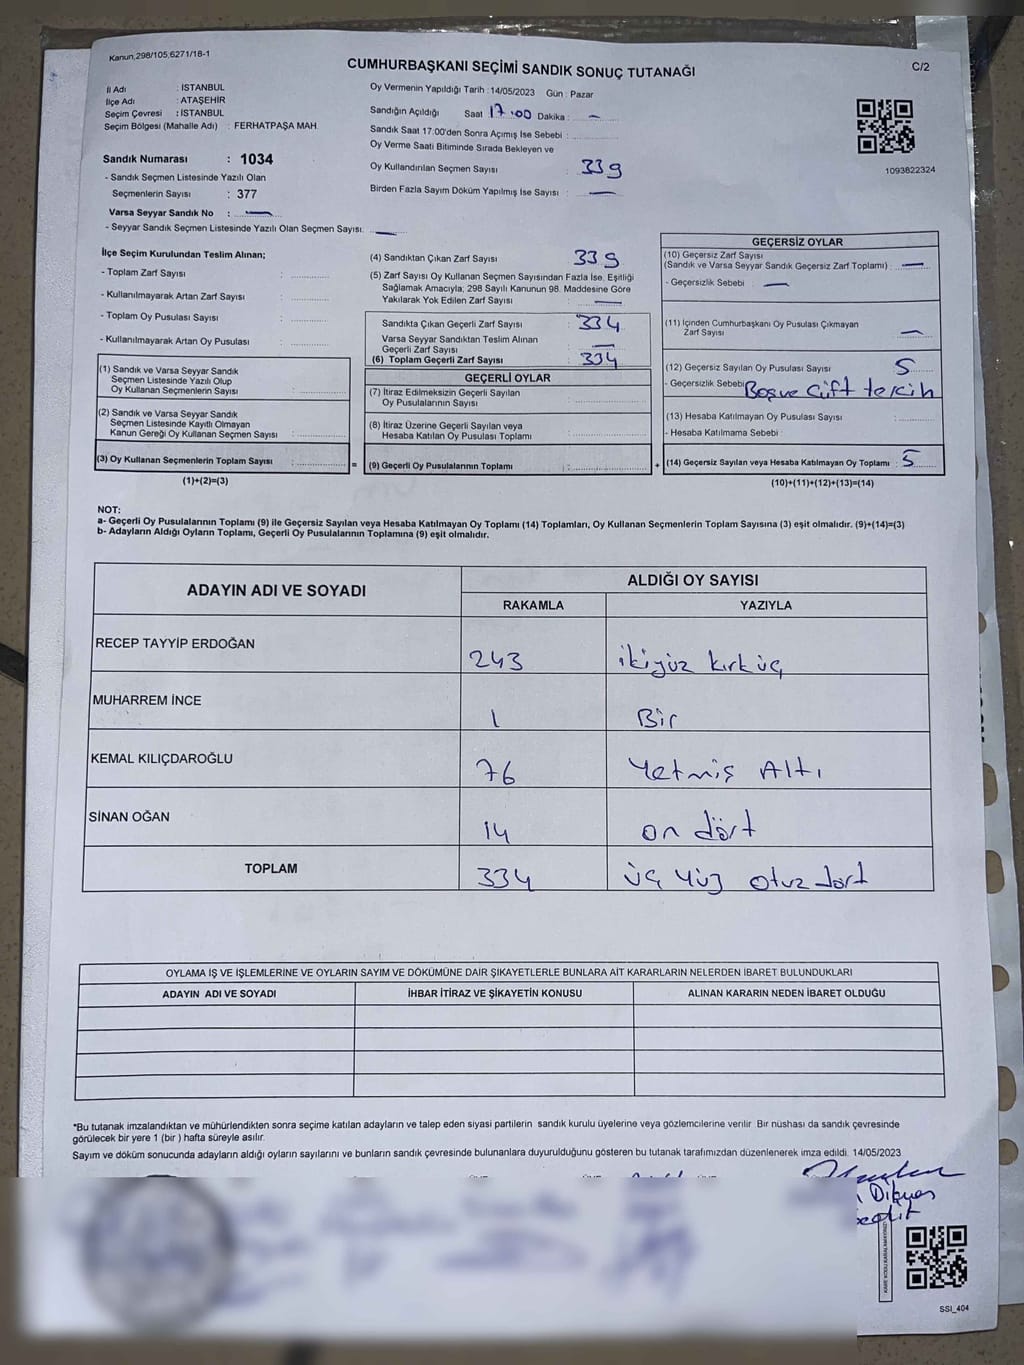 Kanun,298/105;6271/18-1
CUMHURBAŞKANI SEÇİMİ SANDIK SONUÇ TUTANAĞI
C/2
İl Adı : İSTANBUL
İlçe Adı : ATAŞEHİR
Seçim Çevresi : İSTANBUL
Seçim Bölgesi (Mahalle Adı) : FERHATPAŞA MAH.
Sandık Numarası : 1034
- Sandık Seçmen Listesinde Yazılı Olan
Seçmenlerin Sayısı : 377
Varsa Seyyar Sandık No : —
- Seyyar Sandık Seçmen Listesinde Yazılı Olan Seçmen Sayısı: —
Oy Vermenin Yapıldığı Tarih : 14/05/2023 Gün : Pazar
Sandığın Açıldığı Saat 17.00 Dakika : —
Sandık Saat 17:00'den Sonra Açımış İse Sebebi :
Oy Verme Saati Bitiminde Sırada Bekleyen ve
Oy Kullandırılan Seçmen Sayısı : 339
Birden Fazla Sayım Döküm Yapılmış İse Sayısı : —
1093822324
İlçe Seçim Kurulundan Teslim Alınan;
- Toplam Zarf Sayısı :
- Kullanılmayarak Artan Zarf Sayısı :
- Toplam Oy Pusulası Sayısı :
- Kullanılmayarak Artan Oy Pusulası :
(1) Sandık ve Varsa Seyyar Sandık
Seçmen Listesinde Yazılı Olup
Oy Kullanan Seçmenlerin Sayısı :
(2) Sandık ve Varsa Seyyar Sandık
Seçmen Listesinde Kayıtlı Olmayan
Kanun Gereği Oy Kullanan Seçmen Sayısı :
(3) Oy Kullanan Seçmenlerin Toplam Sayısı :
(1)+(2)=(3)
(4) Sandıktan Çıkan Zarf Sayısı : 339
(5) Zarf Sayısı Oy Kullanan Seçmen Sayısından Fazla İse, Eşitliği
Sağlamak Amacıyla; 298 Sayılı Kanunun 98. Maddesine Göre
Yakılarak Yok Edilen Zarf Sayısı : —
Sandıkta Çıkan Geçerli Zarf Sayısı : 334
Varsa Seyyar Sandıktan Teslim Alınan
Geçerli Zarf Sayısı : —
(6) Toplam Geçerli Zarf Sayısı : 334
GEÇERLİ OYLAR
(7) İtiraz Edilmeksizin Geçerli Sayılan
Oy Pusulalarının Sayısı :
(8) İtiraz Üzerine Geçerli Sayılan veya
Hesaba Katılan Oy Pusulası Toplamı :
= (9) Geçerli Oy Pusulalarının Toplamı :
GEÇERSİZ OYLAR
(10) Geçersiz Zarf Sayısı
(Sandık ve Varsa Seyyar Sandık Geçersiz Zarf Toplamı) : —
- Geçersizlik Sebebi : —
(11) İçinden Cumhurbaşkanı Oy Pusulası Çıkmayan
Zarf Sayısı : —
(12) Geçersiz Sayılan Oy Pusulası Sayısı : 5
- Geçersizlik Sebebi Boş ve Çift tercih
(13) Hesaba Katılmayan Oy Pusulası Sayısı :
- Hesaba Katılmama Sebebi :
+ (14) Geçersiz Sayılan veya Hesaba Katılmayan Oy Toplamı : 5
(10)+(11)+(12)+(13)=(14)
NOT:
a- Geçerli Oy Pusulalarının Toplamı (9) ile Geçersiz Sayılan veya Hesaba Katılmayan Oy Toplamı (14) Toplamları, Oy Kullanan Seçmenlerin Toplam Sayısına (3) eşit olmalıdır. (9)+(14)=(3)
b- Adayların Aldığı Oyların Toplamı, Geçerli Oy Pusulalarının Toplamına (9) eşit olmalıdır.
ADAYIN ADI VE SOYADI ALDIĞI OY SAYISI
RAKAMLA YAZIYLA
RECEP TAYYİP ERDOĞAN 243 ikiyüz kırküç
MUHARREM İNCE 1 Bir
KEMAL KILIÇDAROĞLU 76 Yetmiş Altı
SİNAN OĞAN 14 on dört
TOPLAM 334 üç yüz otuz dört
OYLAMA İŞ VE İŞLEMLERİNE VE OYLARIN SAYIM VE DÖKÜMÜNE DAİR ŞİKAYETLERLE BUNLARA AİT KARARLARIN NELERDEN İBARET BULUNDUKLARI
ADAYIN ADI VE SOYADI İHBAR İTİRAZ VE ŞİKAYETİN KONUSU ALINAN KARARIN NEDEN İBARET OLDUĞU
*Bu tutanak imzalandıktan ve mühürlendikten sonra seçime katılan adayların ve talep eden siyasi partilerin sandık kurulu üyelerine veya gözlemcilerine verilir. Bir nüshası da sandık çevresinde
görülecek bir yere 1 (bir ) hafta süreyle asılır.
Sayım ve döküm sonucunda adayların aldığı oyların sayılarını ve bunların sandık çevresinde bulunanlara duyurulduğunu gösteren bu tutanak tarafımızdan düzenlenerek imza edildi. 14/05/2023
SSI_404